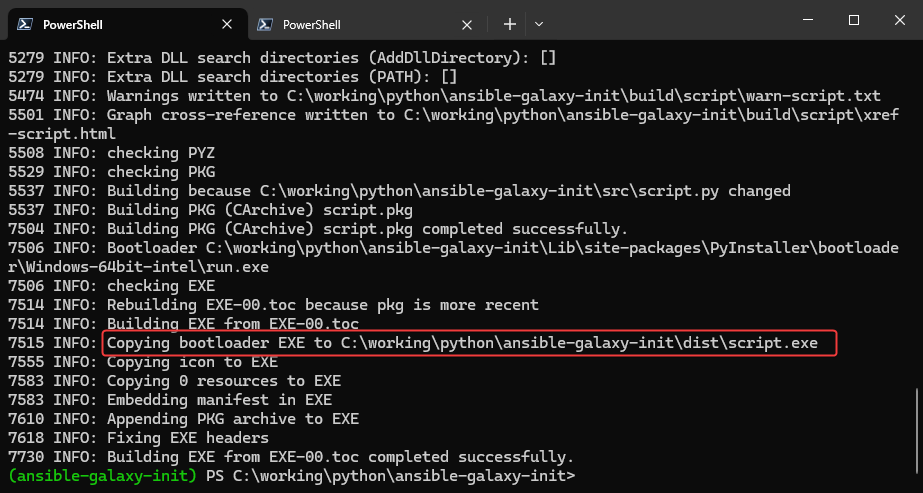 PowerShell
PowerShell
5279 INFO: Extra DLL search directories (AddDllDirectory): []
5279 INFO: Extra DLL search directories (PATH): []
5474 INFO: Warnings written to C:\working\python\ansible-galaxy-init\build\script\warn-script.txt
5501 INFO: Graph cross-reference written to C:\working\python\ansible-galaxy-init\build\script\xref
-script.html
5508 INFO: checking PYZ
5529 INFO: checking PKG
5537 INFO: Building because C:\working\python\ansible-galaxy-init\src\script.py changed
5537 INFO: Building PKG (CArchive) script.pkg
7504 INFO: Building PKG (CArchive) script.pkg completed successfully.
7506 INFO: Bootloader C:\working\python\ansible-galaxy-init\Lib\site-packages\PyInstaller\bootloade
r\Windows-64bit-intel\run.exe
7506 INFO: checking EXE
7514 INFO: Rebuilding EXE-00.toc because pkg is more recent
7514 INFO: Building EXE from EXE-00.toc
7515 INFO: Copying bootloader EXE to C:\working\python\ansible-galaxy-init\dist\script.exe
7555 INFO: Copying icon to EXE
7583 INFO: Copying 0 resources to EXE
7583 INFO: Embedding manifest in EXE
7610 INFO: Appending PKG archive to EXE
7618 INFO: Fixing EXE headers
7730 INFO: Building EXE from EXE-00.toc completed successfully.
(ansible-galaxy-init) PS C:\working\python\ansible-galaxy-init>